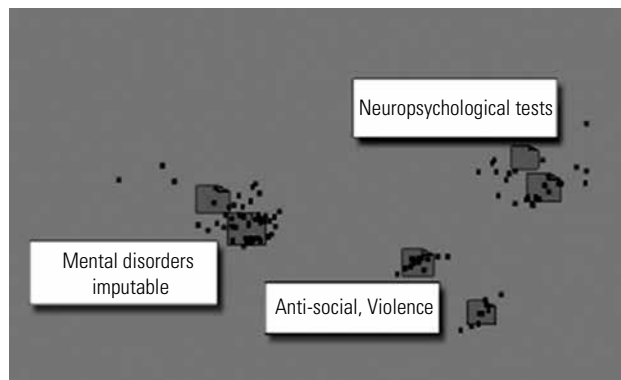 Neuropsychological tests
Mental disorders
imputable
Anti-social, Violence